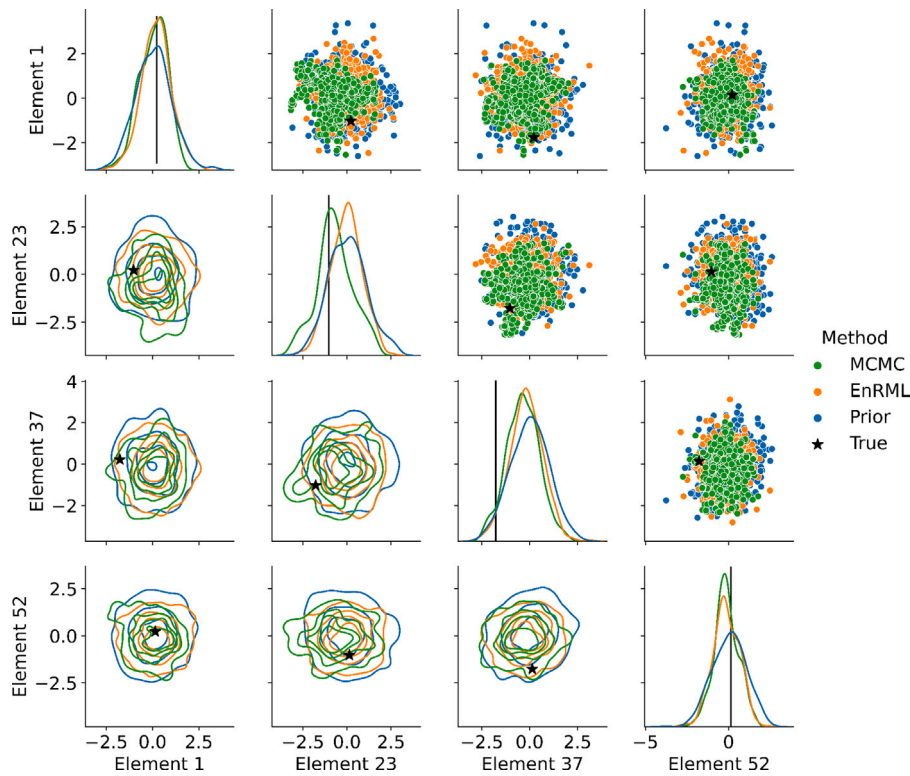 Element 1
2
0
−2
Element 23
2.5
0.0
−2.5
Element 37
4
2
0
−2
Element 52
2.5
0.0
−2.5
−2.5 0.0 2.5
−2.5 0.0 2.5
−2.5 0.0 2.5
−5 0
Element 1
Element 23
Element 37
Element 52
Method
MCMC
EnRML
Prior
True